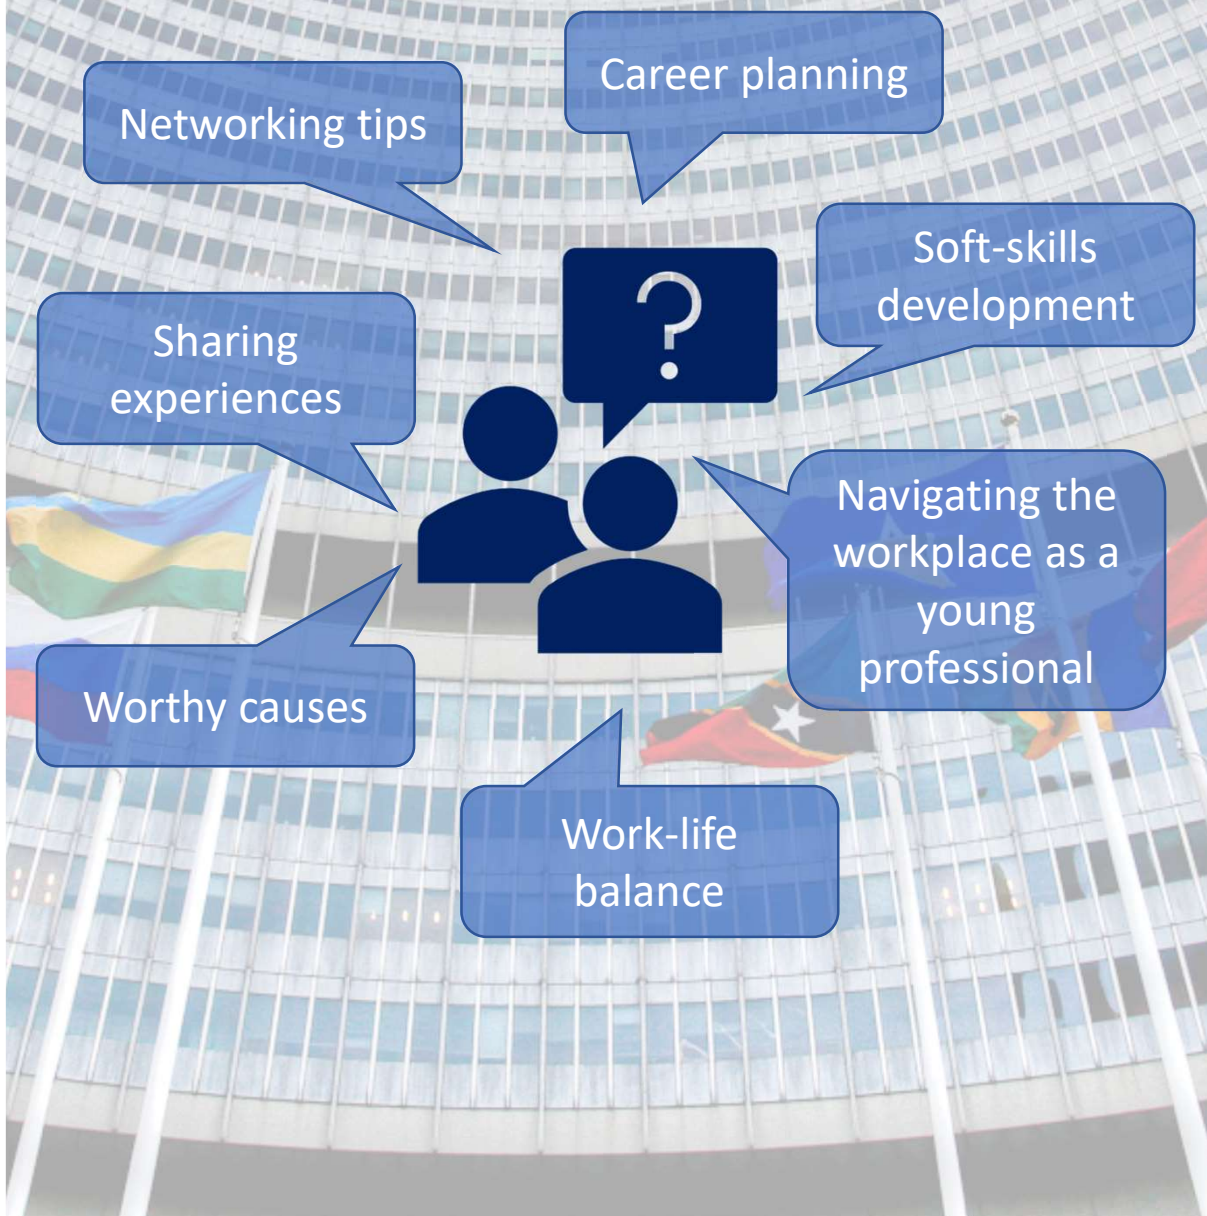 Career planning
Networking tips
Soft-skills
development
Sharing
experiences
?
Navigating the
workplace as a
young
professional
Worthy causes
Work-life
balance